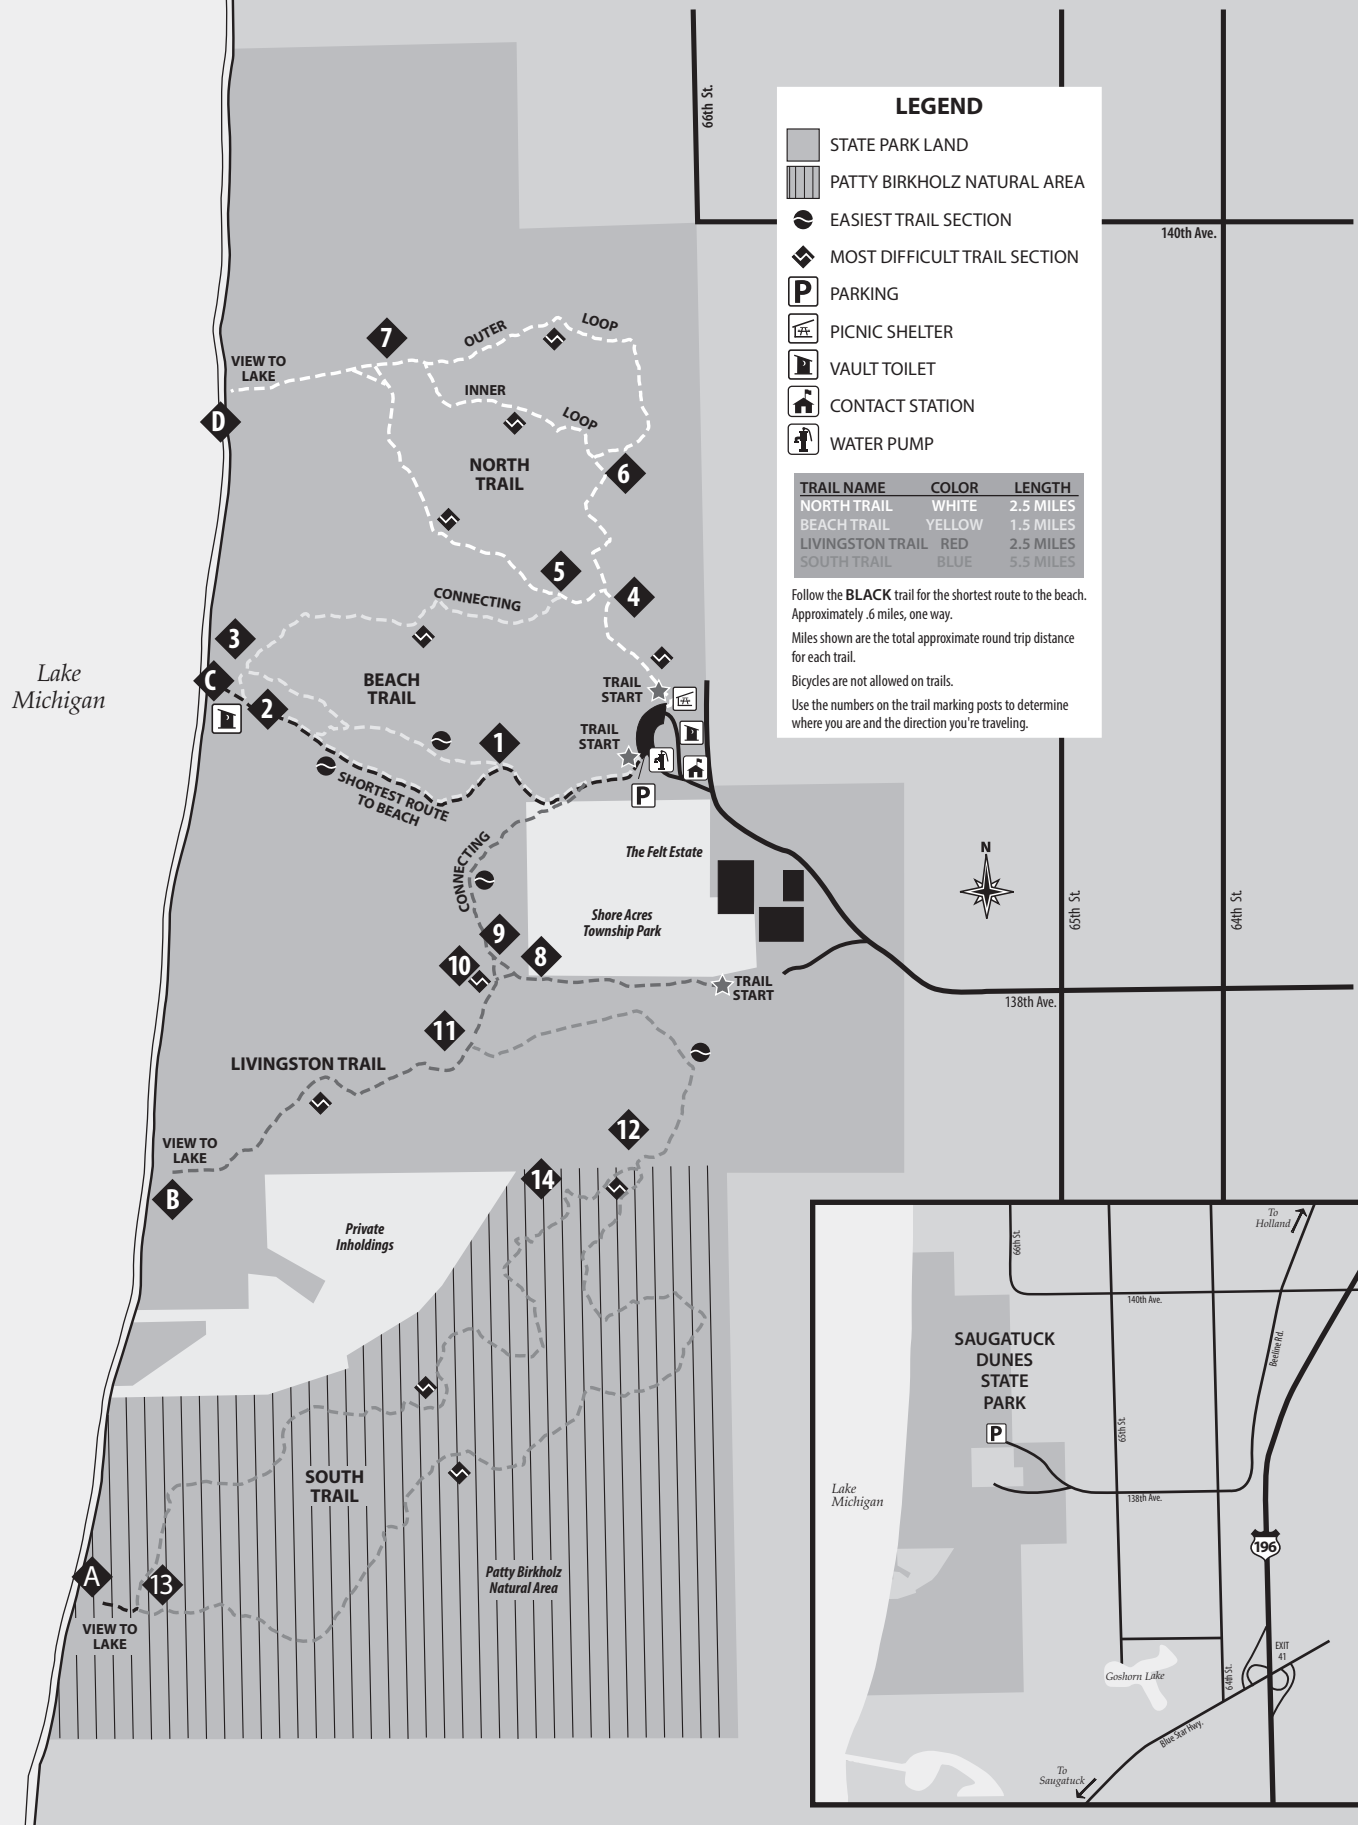 66th St.
LEGEND
STATE PARK LAND
PATTY BIRKHOLZ NATURAL AREA
EASIEST TRAIL SECTION
MOST DIFFICULT TRAIL SECTION
P PARKING
PICNIC SHELTER
VAULT TOILET
CONTACT STATION
WATER PUMP
TRAIL NAME COLOR LENGTH
NORTH TRAIL WHITE 2.5 MILES
BEACH TRAIL YELLOW 1.5 MILES
LIVINGSTON TRAIL RED 2.5 MILES
SOUTH TRAIL BLUE 5.5 MILES
Follow the BLACK trail for the shortest route to the beach.
Approximately .6 miles, one way.
Miles shown are the total approximate round trip distance
for each trail.
Bicycles are not allowed on trails.
Use the numbers on the trail marking posts to determine
where you are and the direction you're traveling.
140th Ave.
7
OUTER
LOOP
VIEW TO
LAKE
INNER
LOOP
D
NORTH
TRAIL
6
5
4
CONNECTING
3
Lake
Michigan
C
BEACH
TRAIL
2
TRAIL
START
TRAIL
START
1
SHORTEST ROUTE
TO BEACH
P
CONNECTING
The Felt Estate
N
65th St.
64th St.
Shore Acres
Township Park
9
8
10
TRAIL
START
138th Ave.
11
LIVINGSTON TRAIL
12
VIEW TO
LAKE
14
B
Private
Inholdings
SOUTH
TRAIL
Patty Birkholz
Natural Area
A
13
VIEW TO
LAKE
To
Holland
66th St.
140th Ave.
Beeline Rd.
SAUGATUCK
DUNES
STATE
PARK
P
65th St.
Lake
Michigan
138th Ave.
196
EXIT
41
Goshorn Lake
64th St.
Blue Star Hwy.
To
Saugatuck